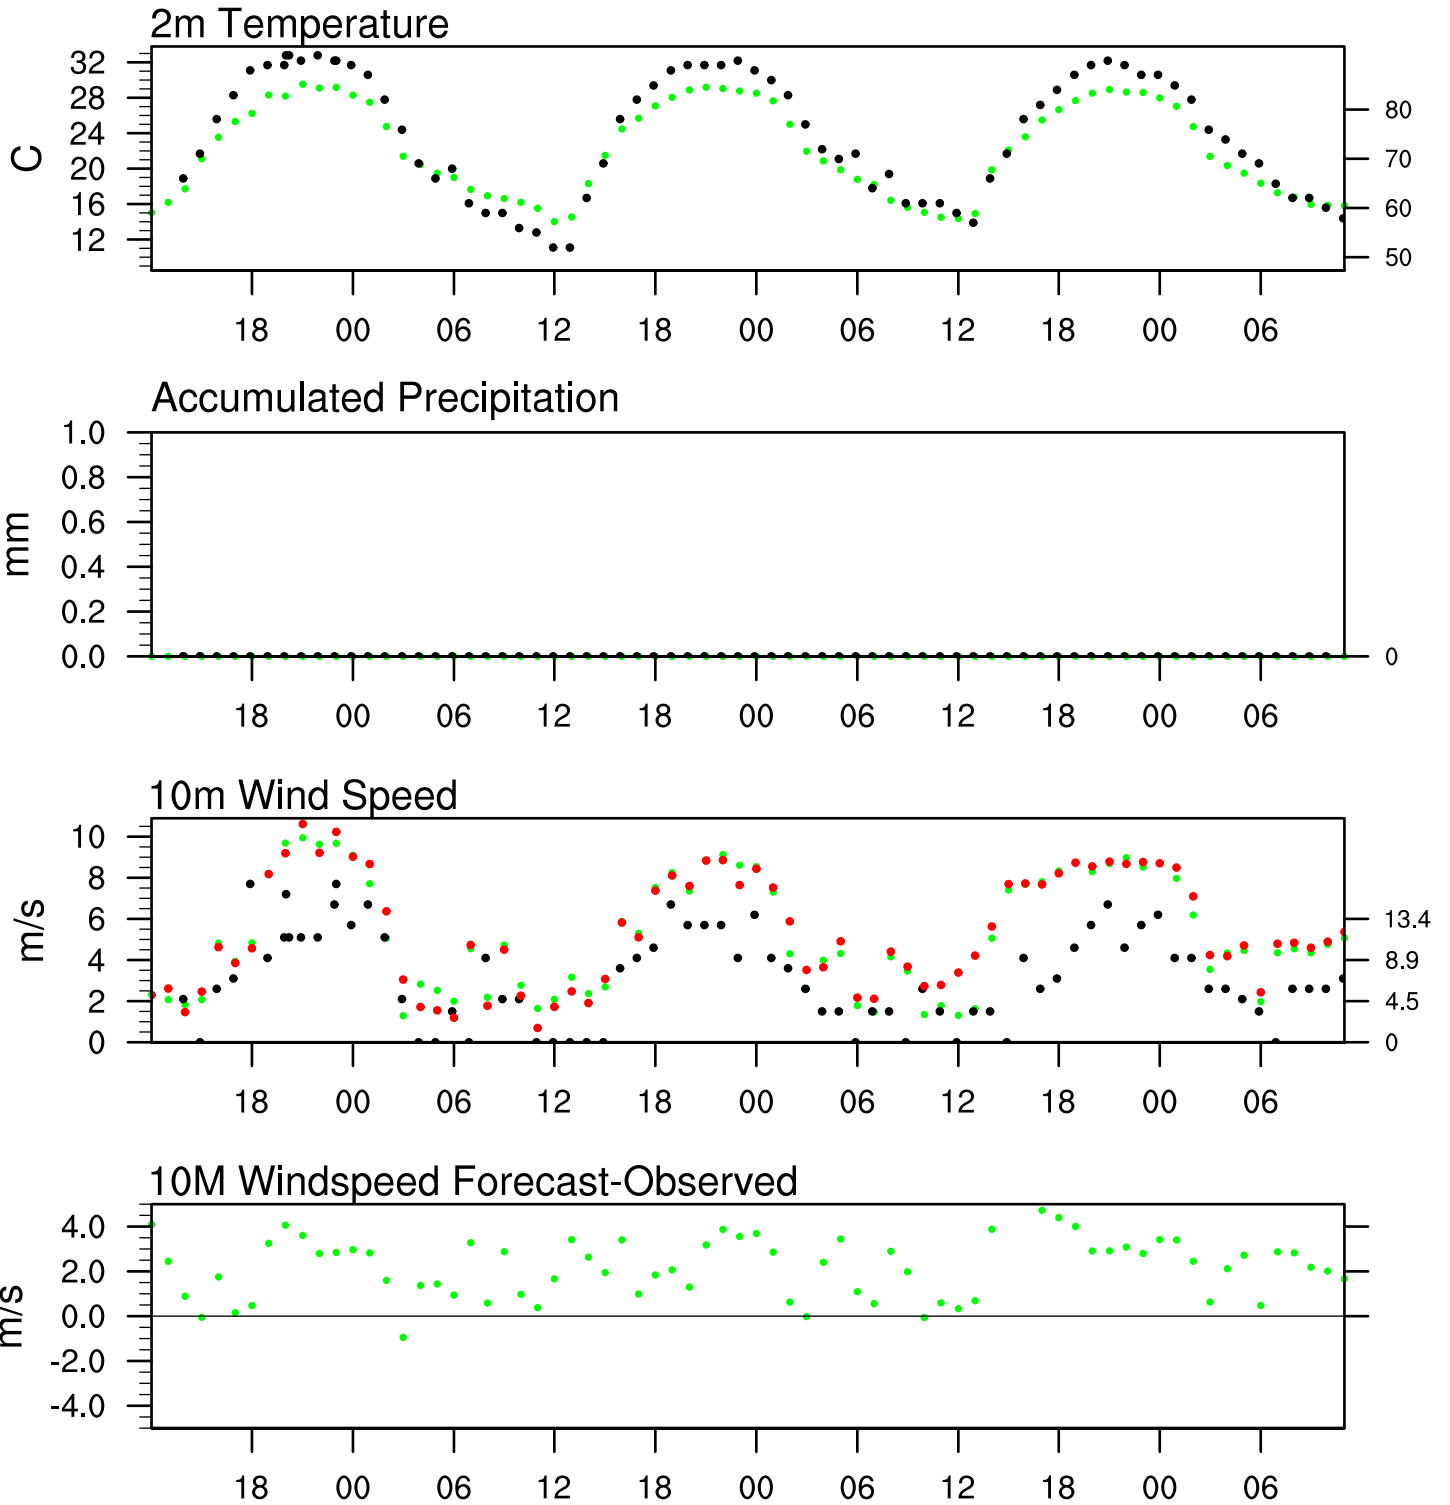 2m Temperature
32
28
24
20
16
12
C
80
70
60
50
18 00 06 12 18 00 06 12 18 00 06
Accumulated Precipitation
1.0
0.8
0.6
0.4
0.2
0.0
mm
0
18 00 06 12 18 00 06 12 18 00 06
10m Wind Speed
10
8
6
4
2
0
m/s
13.4
8.9
4.5
0
18 00 06 12 18 00 06 12 18 00 06
10M Windspeed Forecast-Observed
4.0
2.0
0.0
-2.0
-4.0
m/s
18 00 06 12 18 00 06 12 18 00 06